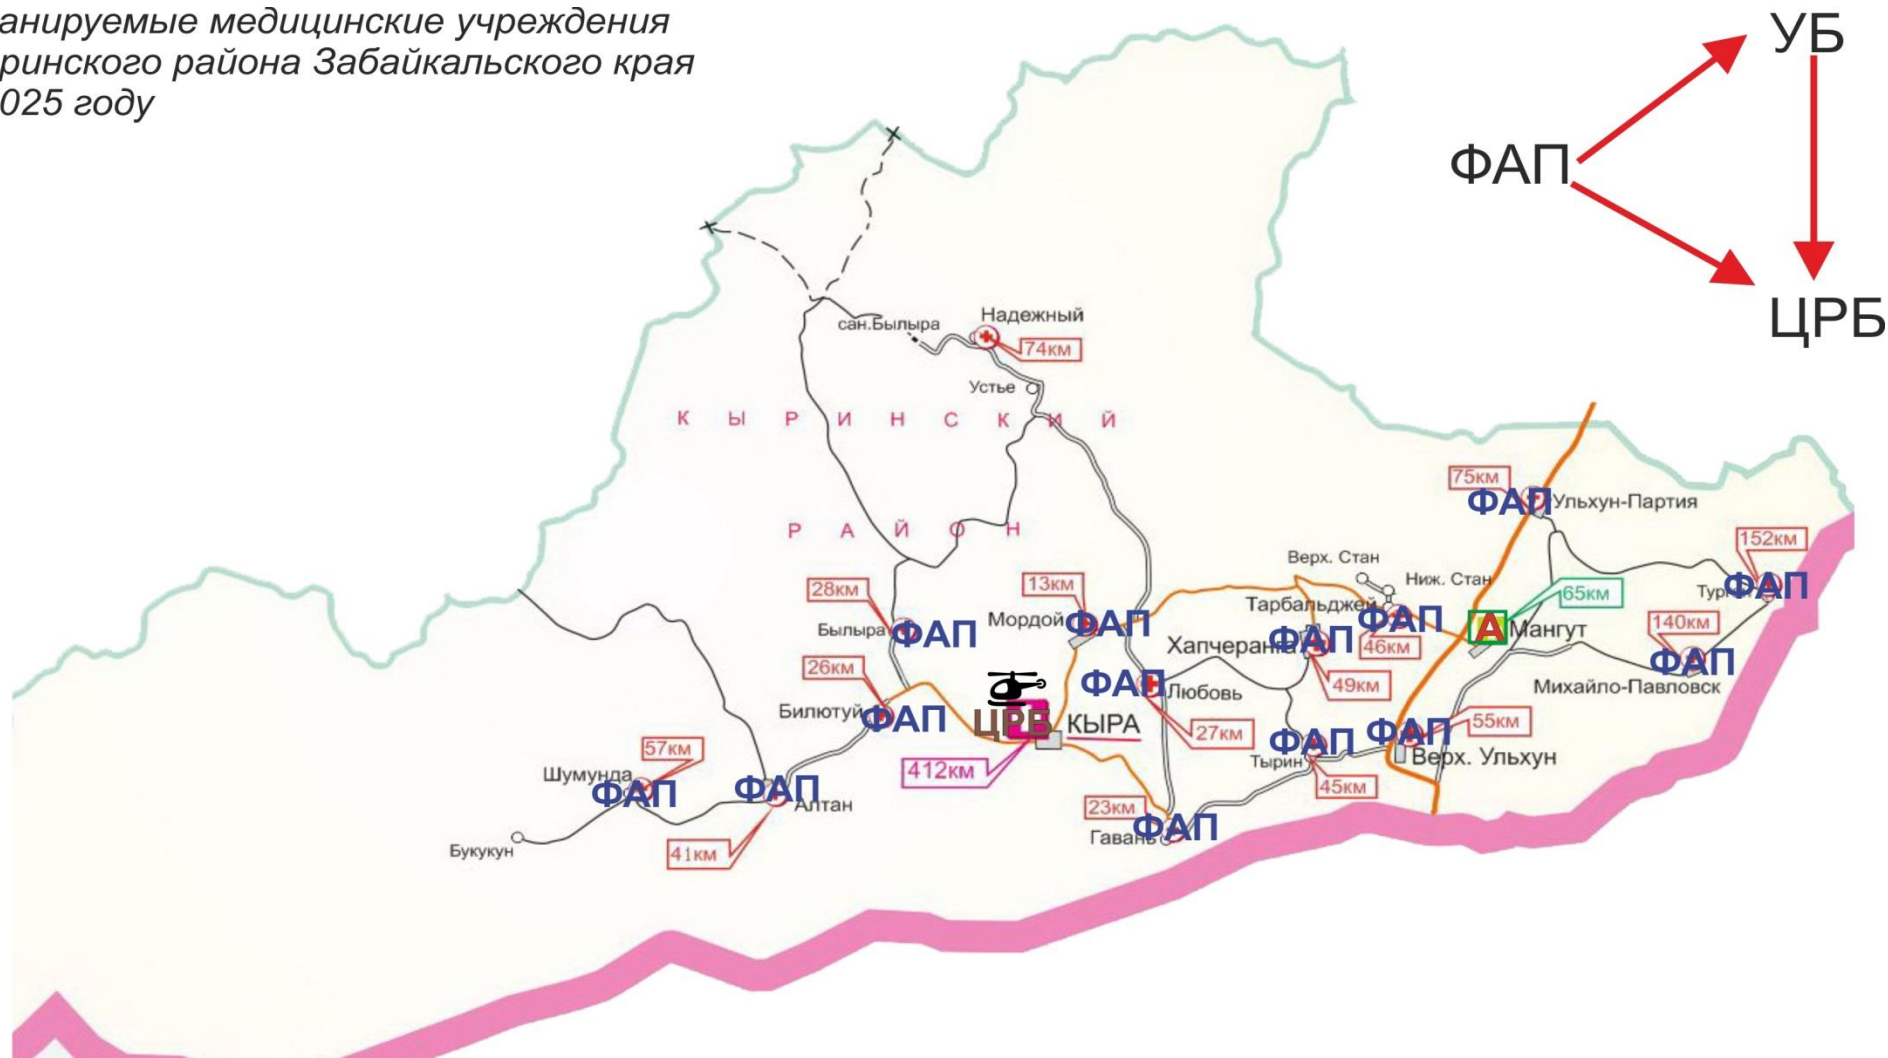 анируемые медицинские учреждения
ринского района Забайкальского края
025 году
УБ
ФАП
ЦРБ
сан.Былыра
Надежный
74км
Устье
КЫРИНСКИЙ
РАЙОН
75км
ФАП
Ульхун-Партия
152км
ФАП
Верх. Стан
Ниж. Стан
65км
28км
Былыра
ФАП
13км
Мордой
ФАП
Тарбальджей
ФАП
46км
А
Мангут
140км
ФАП
Михайло-Павловск
Хапчеранга
ФАП
49км
26км
Билютуй
ФАП
ЦРБ
КЫРА
412км
ФАП
Любовь
27км
57км
Шумунда
ФАП
ФАП
Алтан
41км
Букукун
ФАП
Тырин
45км
ФАП
55км
Верх. Ульхун
23км
Гавань
ФАП